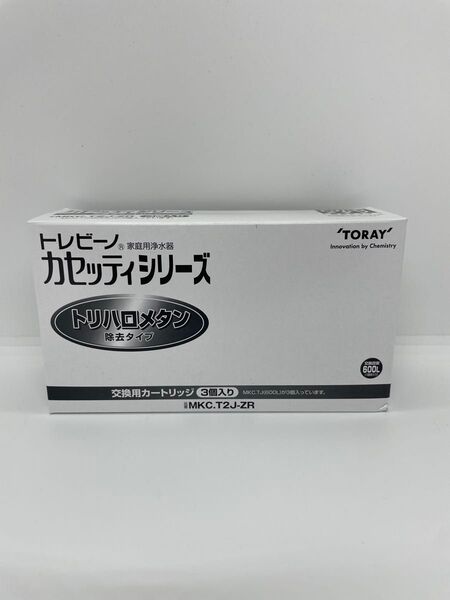 トレビーノ® 家庭用浄水器
カセッティシリーズ
'TORAY'
Innovation by Chemistry
トリハロメタン
除去タイプ
600L
交換用カートリッジ 3個入り
MKC.TJ(600L)が3個入っています。
MKC.T2J-ZR